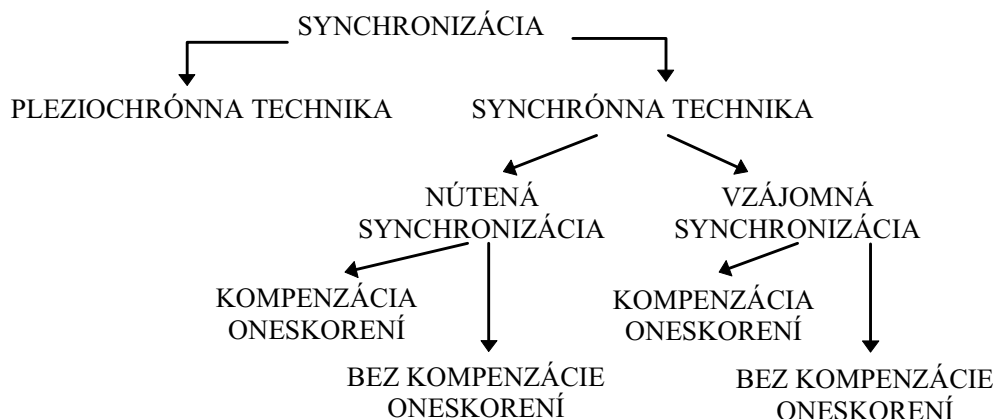 SYNCHRONIZÁCIA
PLEZIOCHRÓNNA TECHNIKA
SYNCHRÓNNA TECHNIKA
NÚTENÁ
SYNCHRONIZÁCIA
VZÁJOMNÁ
SYNCHRONIZÁCIA
KOMPENZÁCIA
ONESKORENÍ
KOMPENZÁCIA
ONESKORENÍ
BEZ KOMPENZÁCIE
ONESKORENÍ
BEZ KOMPENZÁCIE
ONESKORENÍ